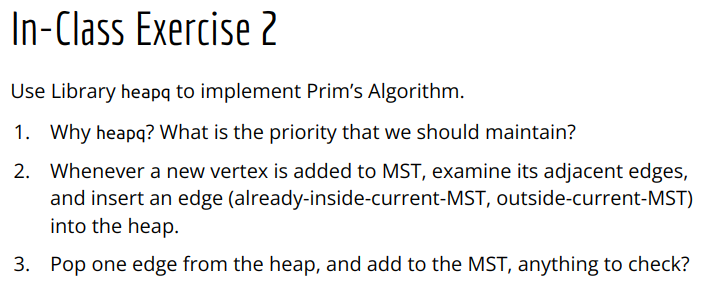 In-Class Exercise 2
Use Library heapq to implement Prim’s Algorithm.
1. Why heapq? What is the priority that we should maintain?
2. Whenever a new vertex is added to MST, examine its adjacent edges,
and insert an edge (already-inside-current-MST, outside-current-MST)
into the heap.
3. Pop one edge from the heap, and add to the MST, anything to check?